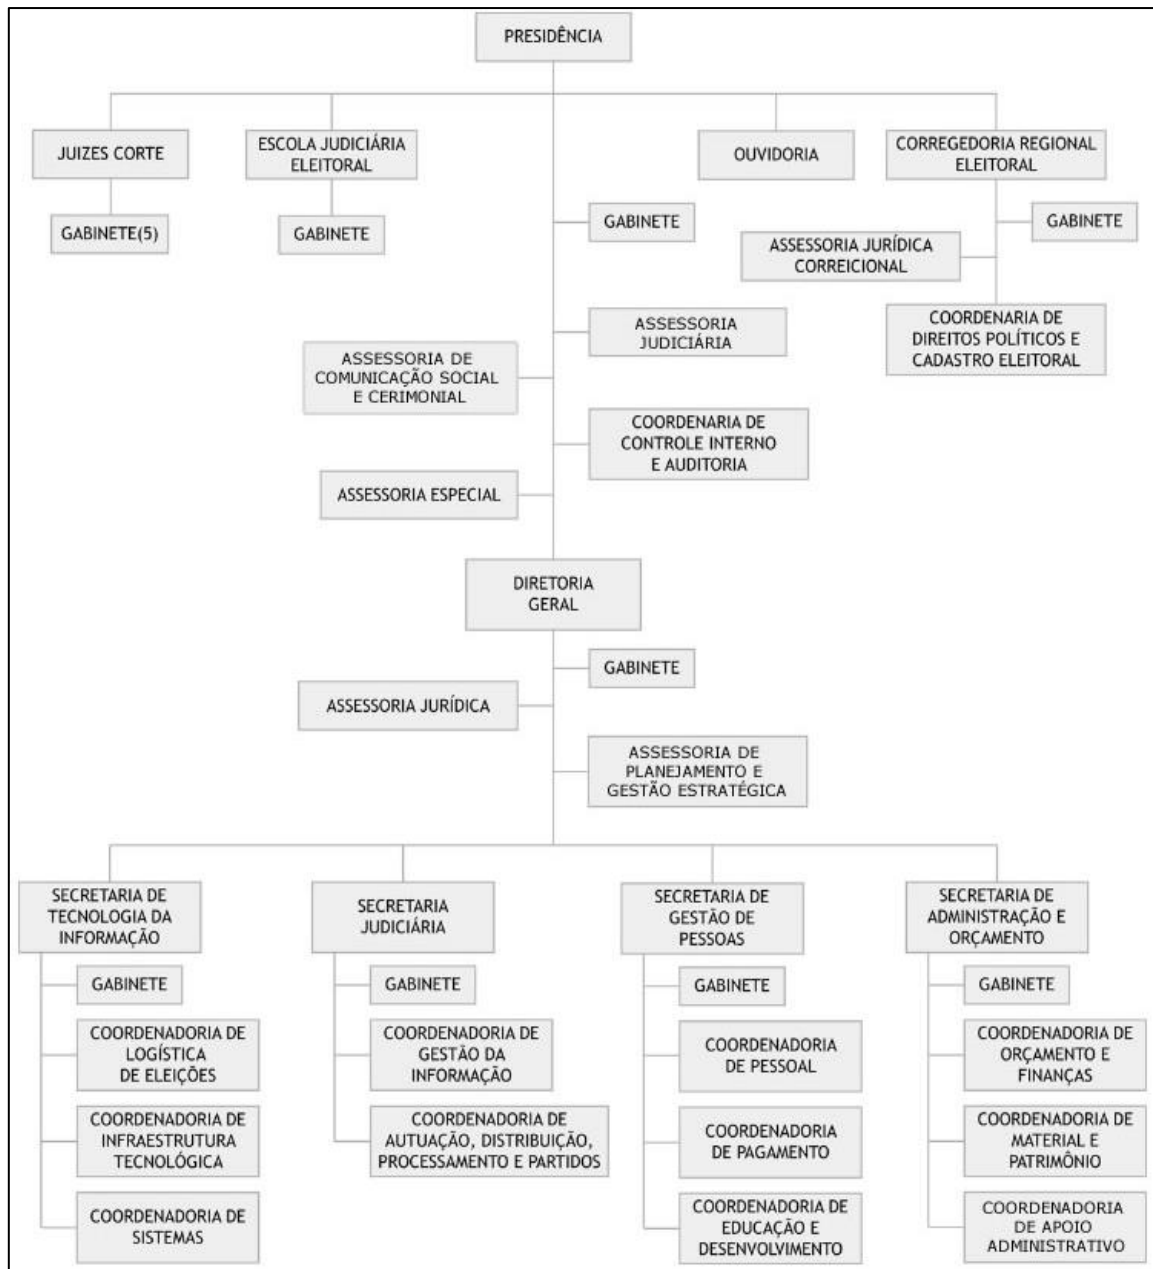 PRESIDÊNCIA
JUIZES CORTE
ESCOLA JUDICIÁRIA
ELEITORAL
OUVIDORIA
CORREGEDORIA REGIONAL
ELEITORAL
GABINETE(5)
GABINETE
GABINETE
GABINETE
ASSESSORIA JURÍDICA
CORREICIONAL
ASSESSORIA
JUDICIÁRIA
COORDENARIA DE
DIREITOS POLÍTICOS E
CADASTRO ELEITORAL
ASSESSORIA DE
COMUNICAÇÃO SOCIAL
E CERIMONIAL
COORDENARIA DE
CONTROLE INTERNO
E AUDITORIA
ASSESSORIA ESPECIAL
DIRETORIA
GERAL
GABINETE
ASSESSORIA JURÍDICA
ASSESSORIA DE
PLANEJAMENTO E
GESTÃO ESTRATÉGICA
SECRETARIA DE
TECNOLOGIA DA
INFORMAÇÃO
GABINETE
COORDENADORIA DE
LOGÍSTICA
DE ELEIÇÕES
COORDENADORIA DE
INFRAESTRUTURA
TECNOLÓGICA
COORDENADORIA DE
SISTEMAS
SECRETARIA
JUDICIÁRIA
GABINETE
COORDENADORIA DE
GESTÃO DA
INFORMAÇÃO
COORDENADORIA DE
AUTUAÇÃO, DISTRIBUIÇÃO,
PROCESSAMENTO E PARTIDOS
SECRETARIA DE
GESTÃO DE
PESSOAS
GABINETE
COORDENADORIA
DE PESSOAL
COORDENADORIA
DE PAGAMENTO
COORDENADORIA DE
EDUCAÇÃO E
DESENVOLVIMENTO
SECRETARIA DE
ADMINISTRAÇÃO E
ORÇAMENTO
GABINETE
COORDENADORIA DE
ORÇAMENTO E
FINANÇAS
COORDENADORIA DE
MATERIAL E
PATRIMÔNIO
COORDENADORIA
DE APOIO
ADMINISTRATIVO